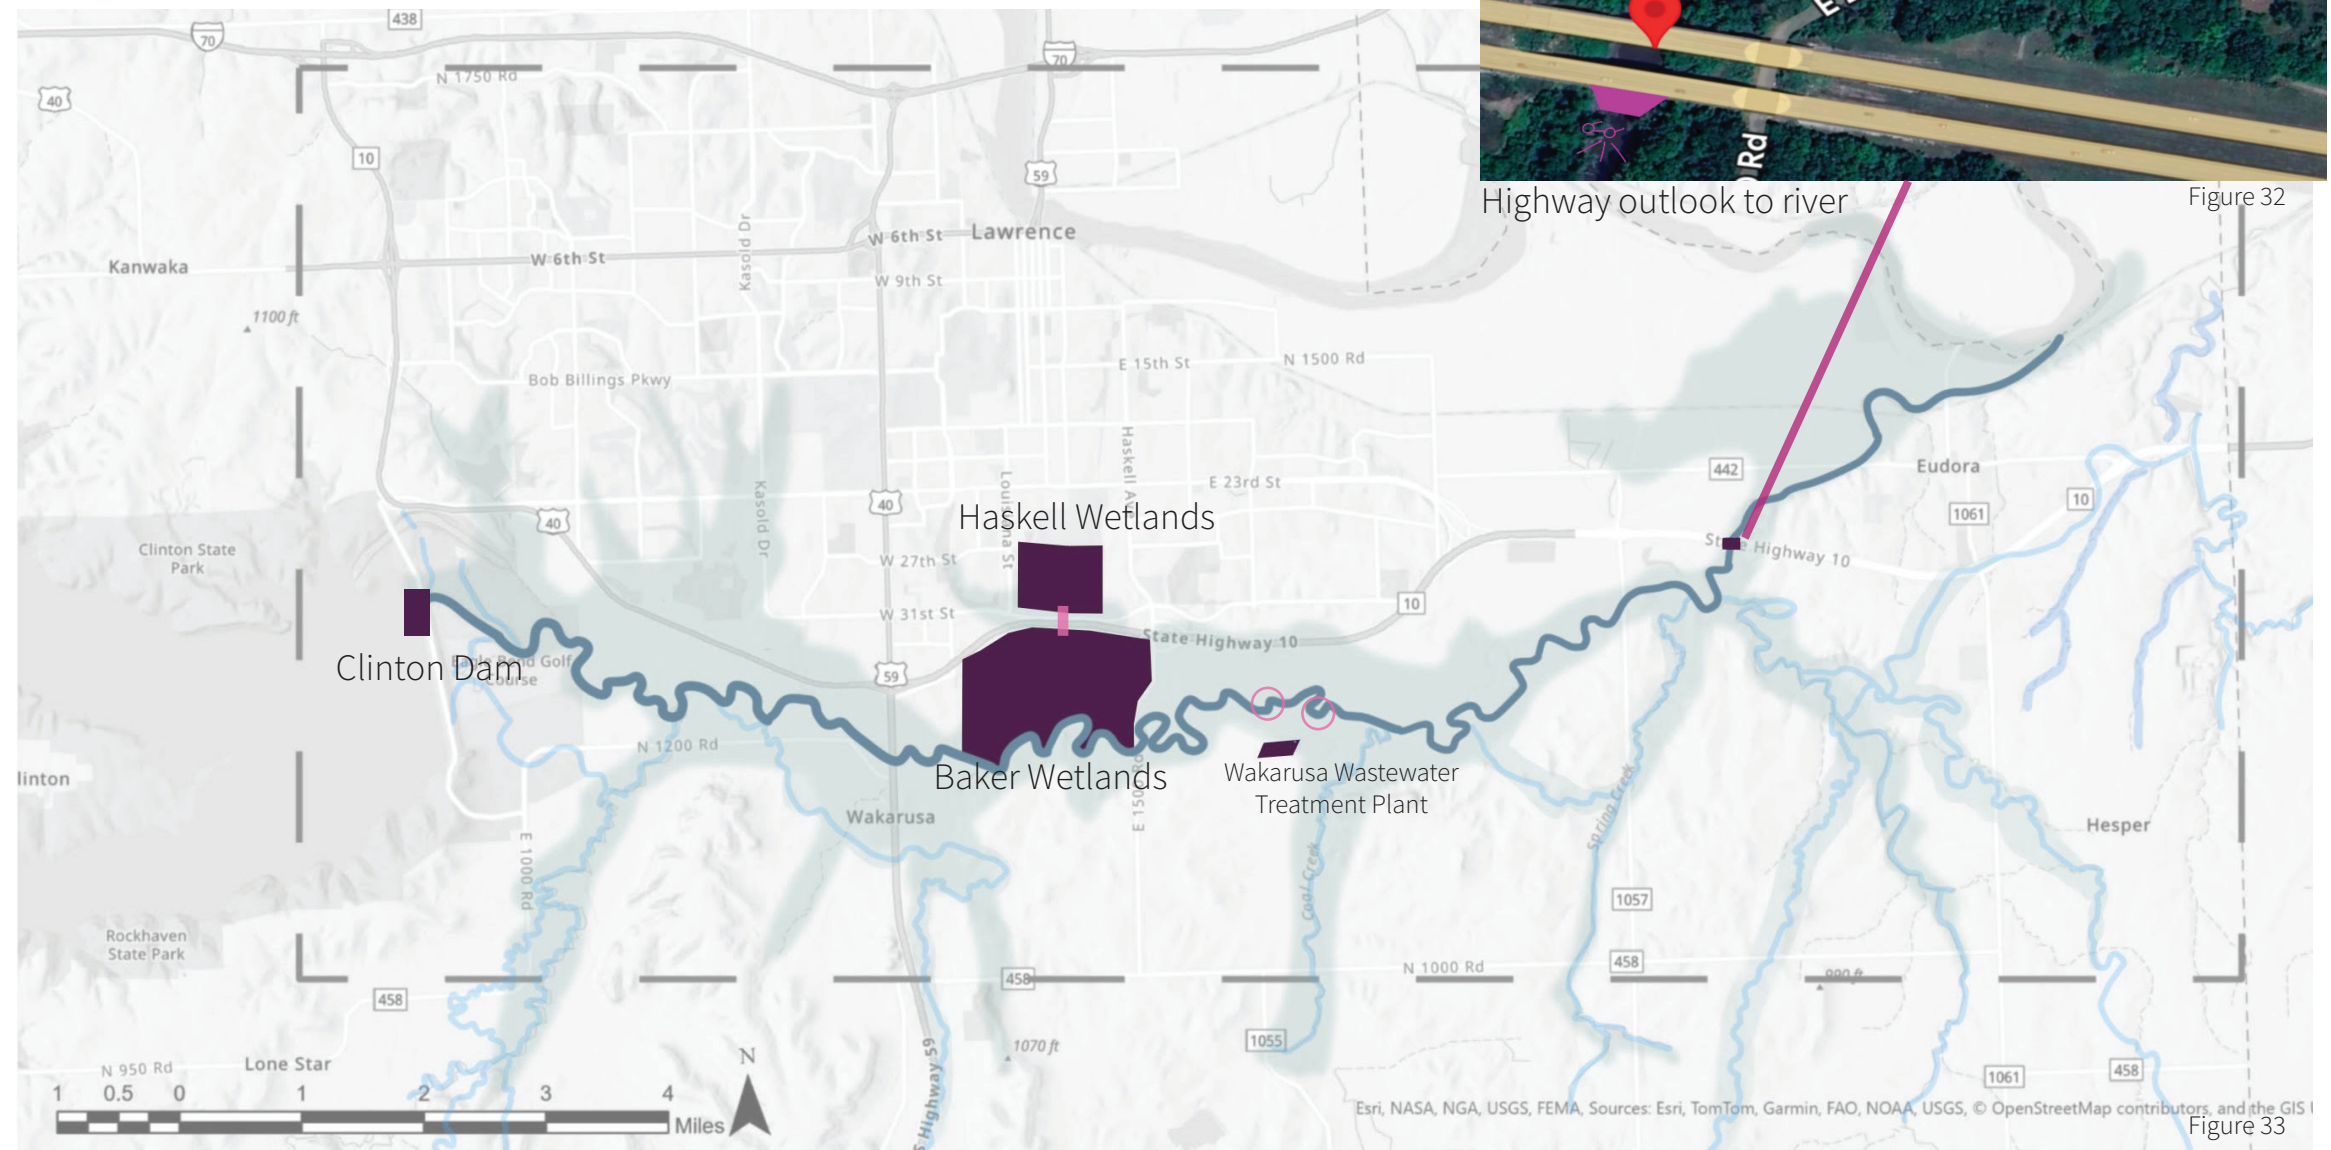 438
70
70
N 1750 Rd
40
10
59
Rd
Highway outlook to river
Figure 32
Kasold Dr
W 6th St
Lawrence
W 6th St
Kanwaka
W 9th St
1100 ft
E 15th St
N 1500 Rd
Bob Billings Pkwy
Haskell Av
442
Eudora
Louisiana St
E 23rd St
Kasold Dr
40
10
1061
40
Haskell Wetlands
Clinton State
Park
W 27th St
State Highway 10
W 31st St
10
State Highway 10
Clinton Dam
Eagle Bend Golf
Course
59
N 1200 Rd
Baker Wetlands
Wakarusa Wastewater
Treatment Plant
linton
E 1500 Rd
Wakarusa
Spring Creek
Hesper
E 1000 Rd
Coal Creek
1057
Rockhaven
State Park
458
N 1000 Rd
458
990 ft
458
1055
1070 ft
N 950 Rd
Lone Star
N
S Highway 59
1061
458
1 0.5 0 1 2 3 4
Miles
Esri, NASA, NGA, USGS, FEMA, Sources: Esri, TomTom, Garmin, FAO, NOAA, USGS, © OpenStreetMap contributors, and the GIS
Figure 33